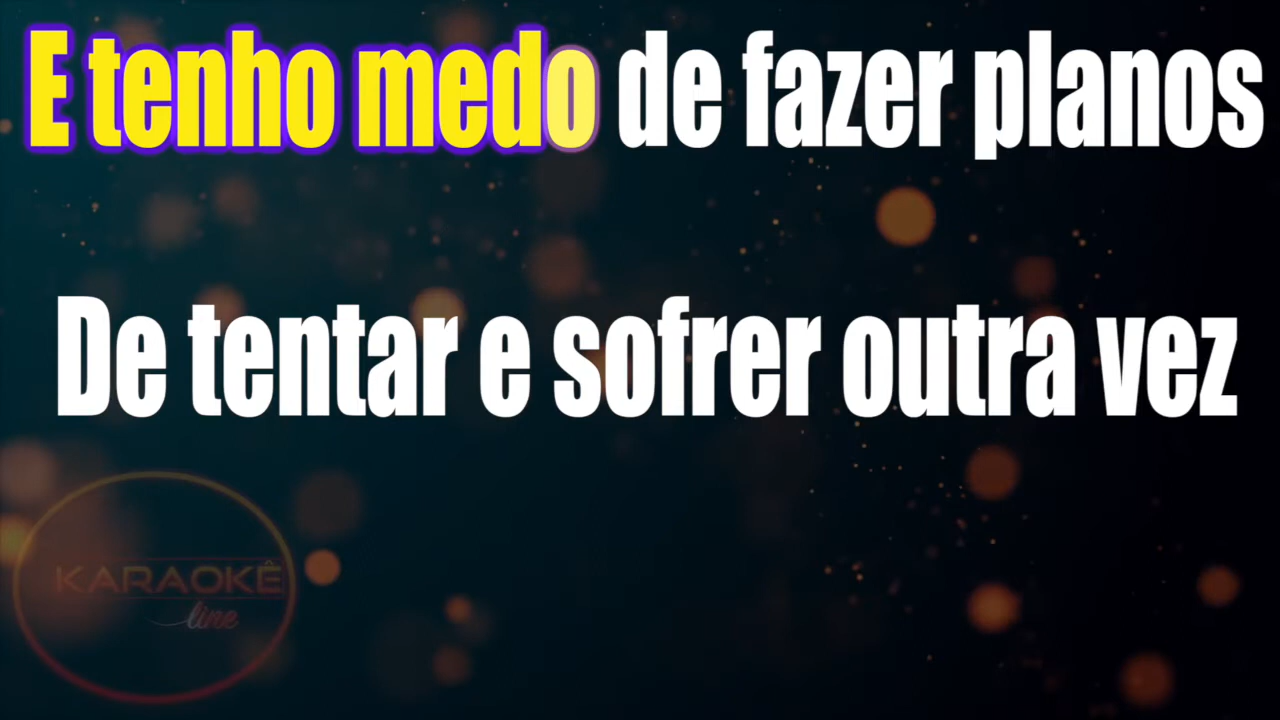 E tenho medo de fazer planos
De tentar e sofrer outra vez
KARAOKÊ
line